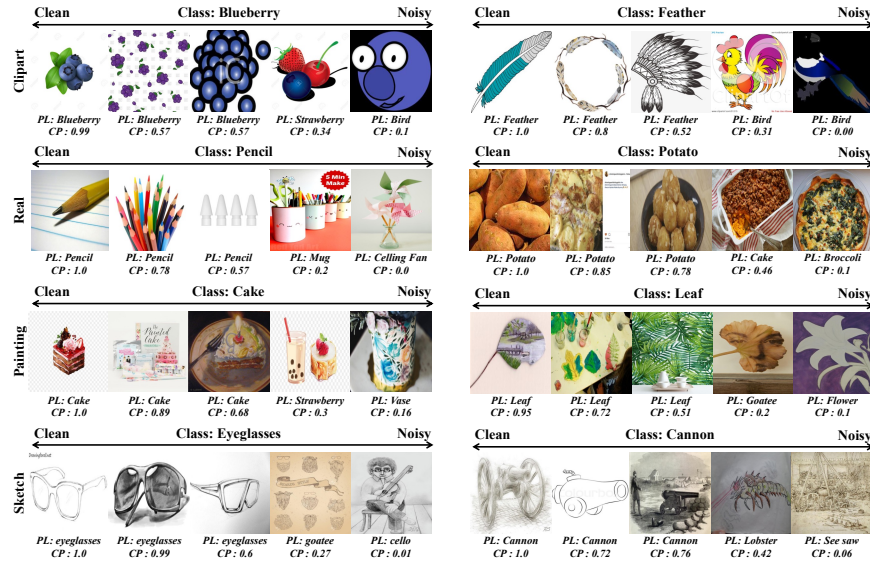 Clean Class: Blueberry Noisy
Clipart
PL: Blueberry PL: Blueberry PL: Blueberry PL: Strawberry PL: Bird
CP : 0.99 CP : 0.57 CP : 0.57 CP : 0.34 CP : 0.1
Clean Class: Feather Noisy
PL: Feather PL: Feather PL: Feather PL: Bird PL: Bird
CP : 1.0 CP : 0.8 CP : 0.52 CP : 0.31 CP : 0.00
Clean Class: Pencil Noisy
Real
5 Min
Make
PL: Pencil PL: Pencil PL: Pencil PL: Mug PL: Celling Fan
CP : 1.0 CP : 0.78 CP : 0.57 CP : 0.2 CP : 0.0
Clean Class: Potato Noisy
PL: Potato PL: Potato PL: Potato PL: Cake PL: Broccoli
CP : 1.0 CP : 0.85 CP : 0.78 CP : 0.46 CP : 0.1
Clean Class: Cake Noisy
Painting
Painted
Cake
PL: Cake PL: Cake PL: Cake PL: Strawberry PL: Vase
CP : 1.0 CP : 0.89 CP : 0.68 CP : 0.3 CP : 0.16
Clean Class: Leaf Noisy
PL: Leaf PL: Leaf PL: Leaf PL: Goatee PL: Flower
CP : 0.95 CP : 0.72 CP : 0.51 CP : 0.2 CP : 0.1
Clean Class: Eyeglasses Noisy
Sketch
PL: eyeglasses PL: eyeglasses PL: eyeglasses PL: goatee PL: cello
CP : 1.0 CP : 0.99 CP : 0.6 CP : 0.27 CP : 0.01
Clean Class: Cannon Noisy
PL: Cannon PL: Cannon PL: Cannon PL: Lobster PL: See saw
CP : 1.0 CP : 0.72 CP : 0.76 CP : 0.42 CP : 0.06